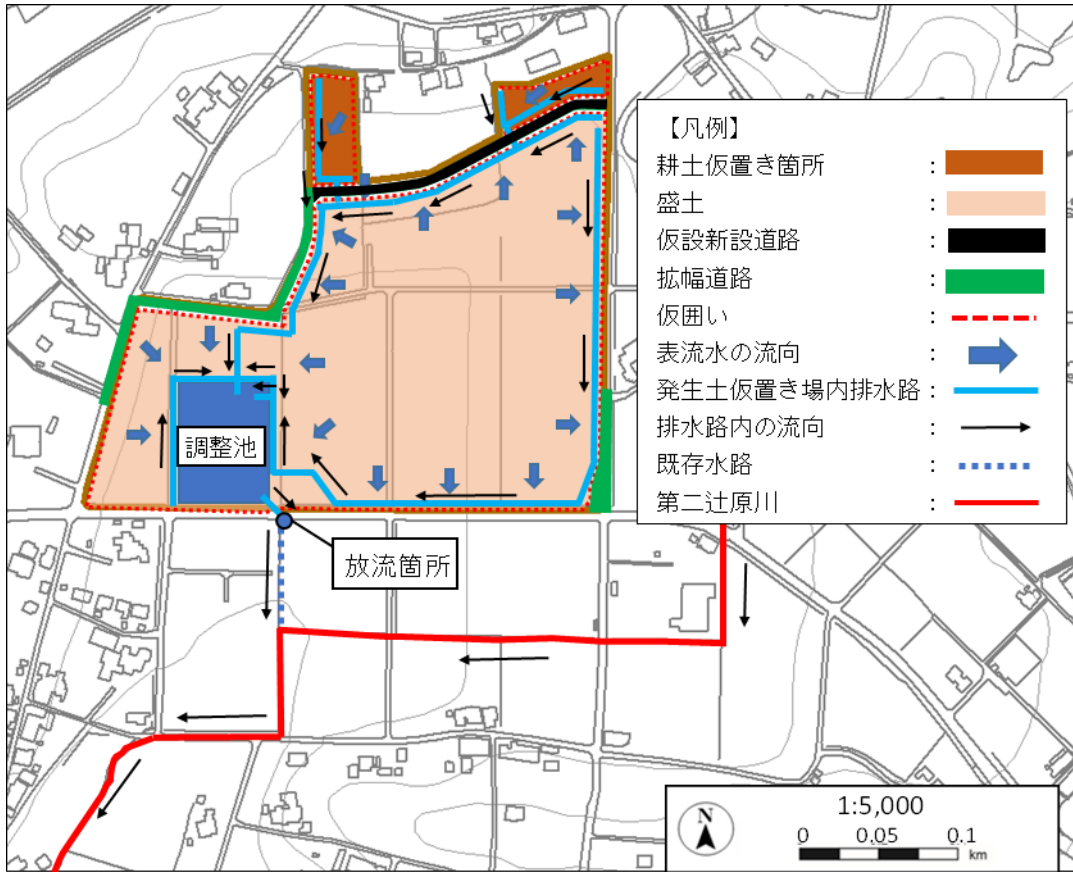 【凡例】
耕土仮置き箇所 :
盛土 :
仮設新設道路 :
拡幅道路 :
仮囲い :
表流水の流向 :
発生土仮置き場内排水路 :
排水路内の流向 :
既存水路 :
第二辻原川 :
調整池
放流箇所
N
1:5,000
0 0.05 0.1
km